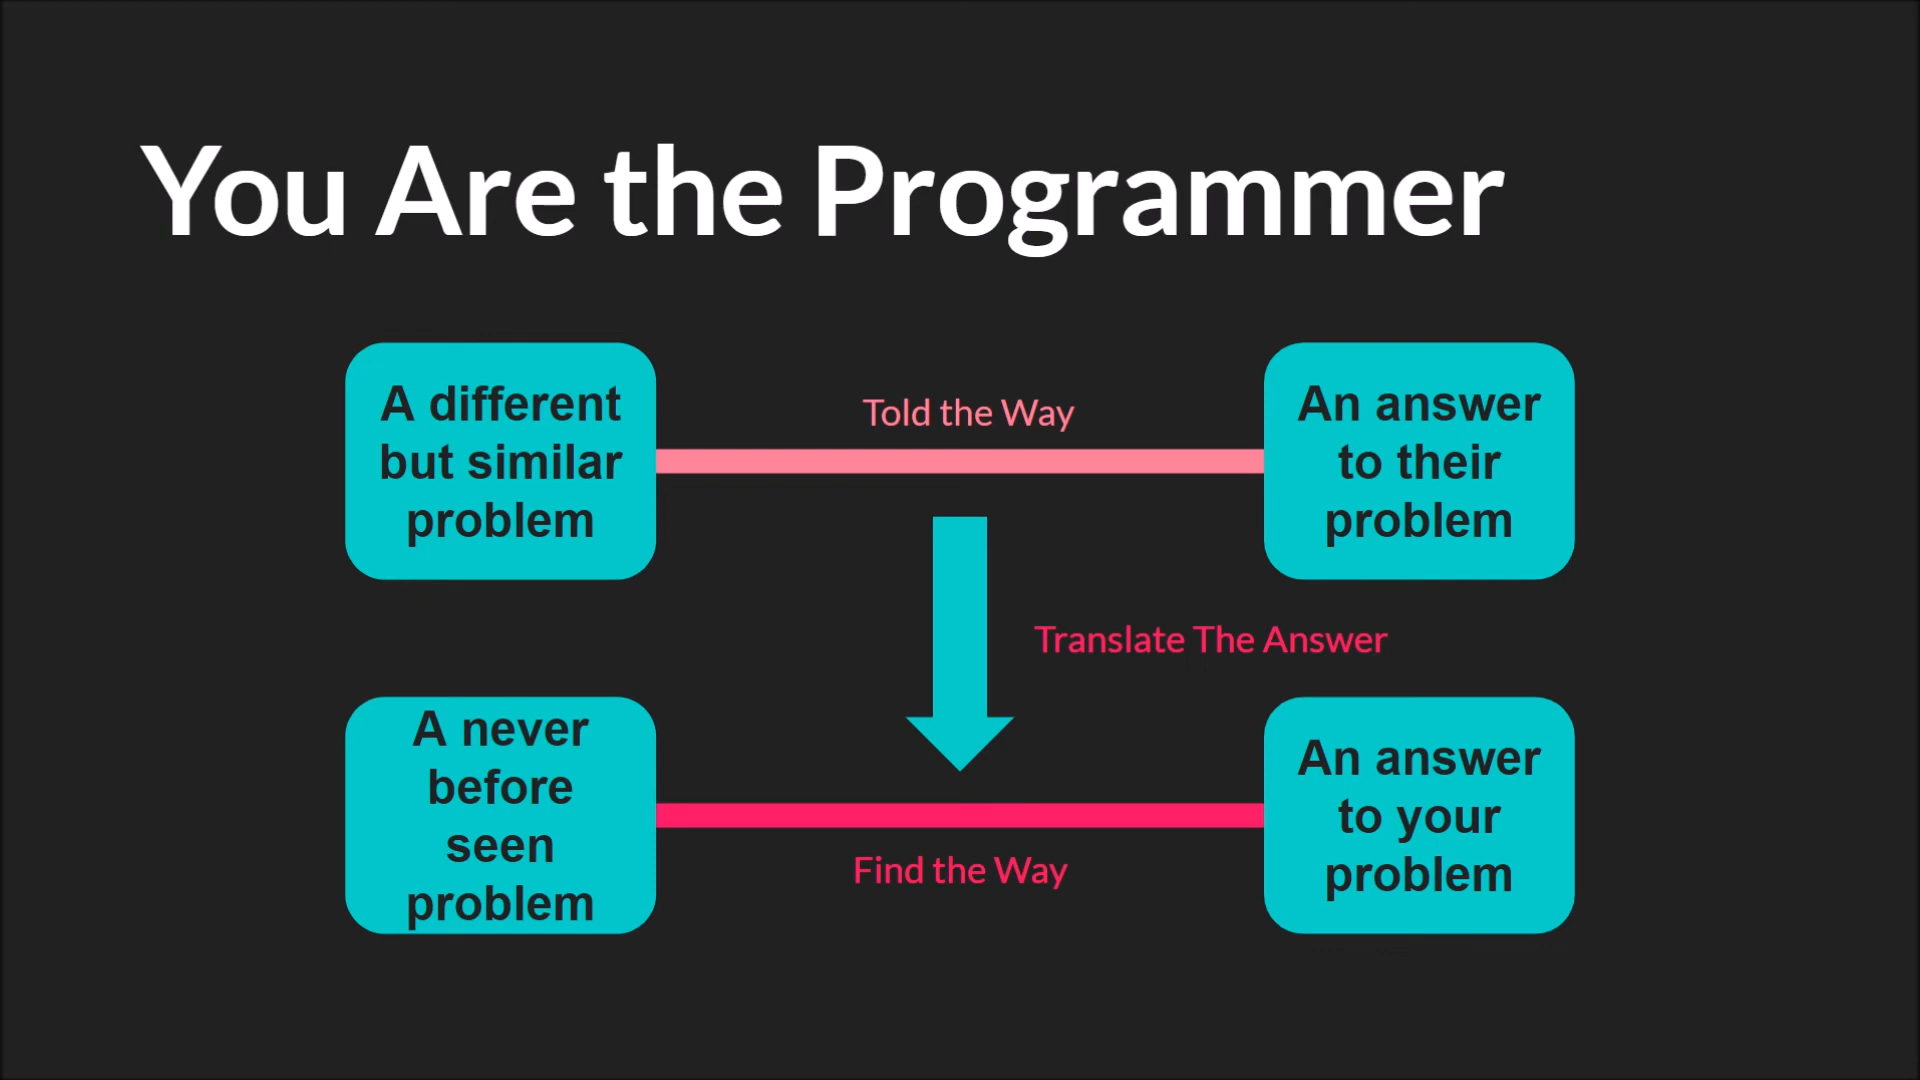 You Are the Programmer
A different
but similar
problem
Told the Way
An answer
to their
problem
Translate The Answer
A never
before
seen
problem
Find the Way
An answer
to your
problem